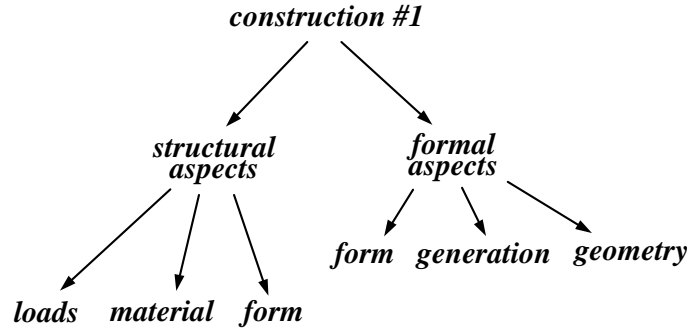 construction #1
structural
aspects
formal
aspects
form generation geometry
loads material form